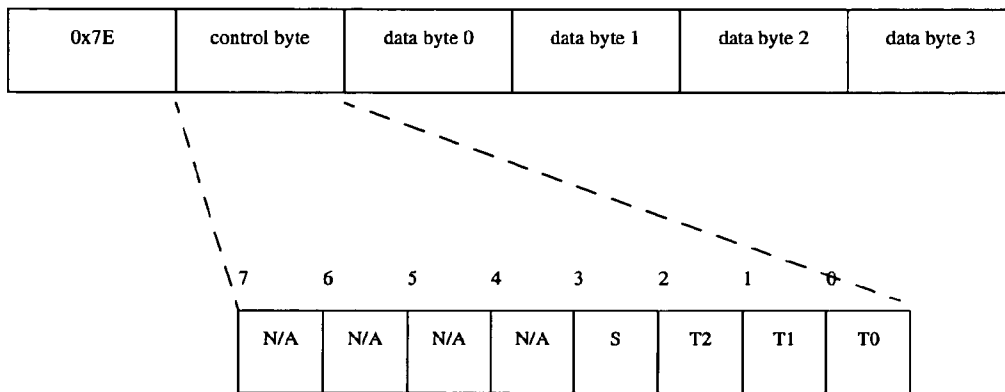 0x7E control byte data byte 0 data byte 1 data byte 2 data byte 3
7 6 5 4 3 2 1 0
N/A N/A N/A N/A S T2 T1 T0